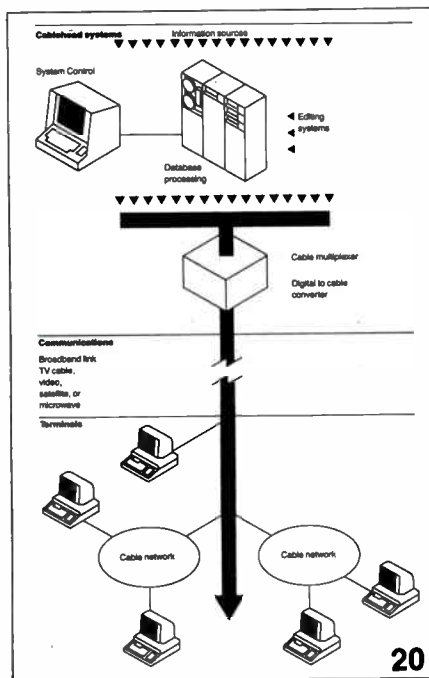 Cablehead systems
Information sources
System Control
Editing
systems
Database
processing
Cable multiplexer
Digital to cable
converter
Communications
Broadband link
TV cable,
video,
satellite, or
microwave
Terminals
Cable network
Cable network
20